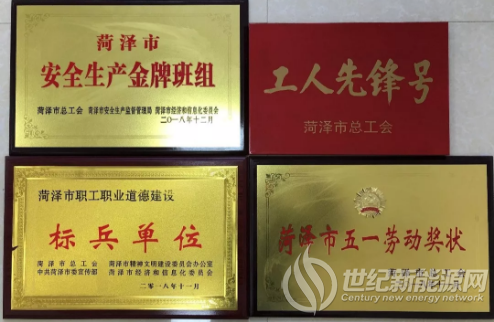 菏泽市
安全生产金牌班组
菏泽市总工会 菏泽市安全生产监督管理局 菏泽市经济和信息化委员会
二〇一八年十二月
工人先锋号
菏泽市总工会
菏泽市职工职业道德建设
标兵单位
菏泽市总工会 菏泽市精神文明建设委员会办公室
中共菏泽市委宣传部 菏泽市经济和信息化委员会
二零一八年十一月
菏泽市五一劳动奖状
菏泽市总工会
世纪新能源网
Century new energy network